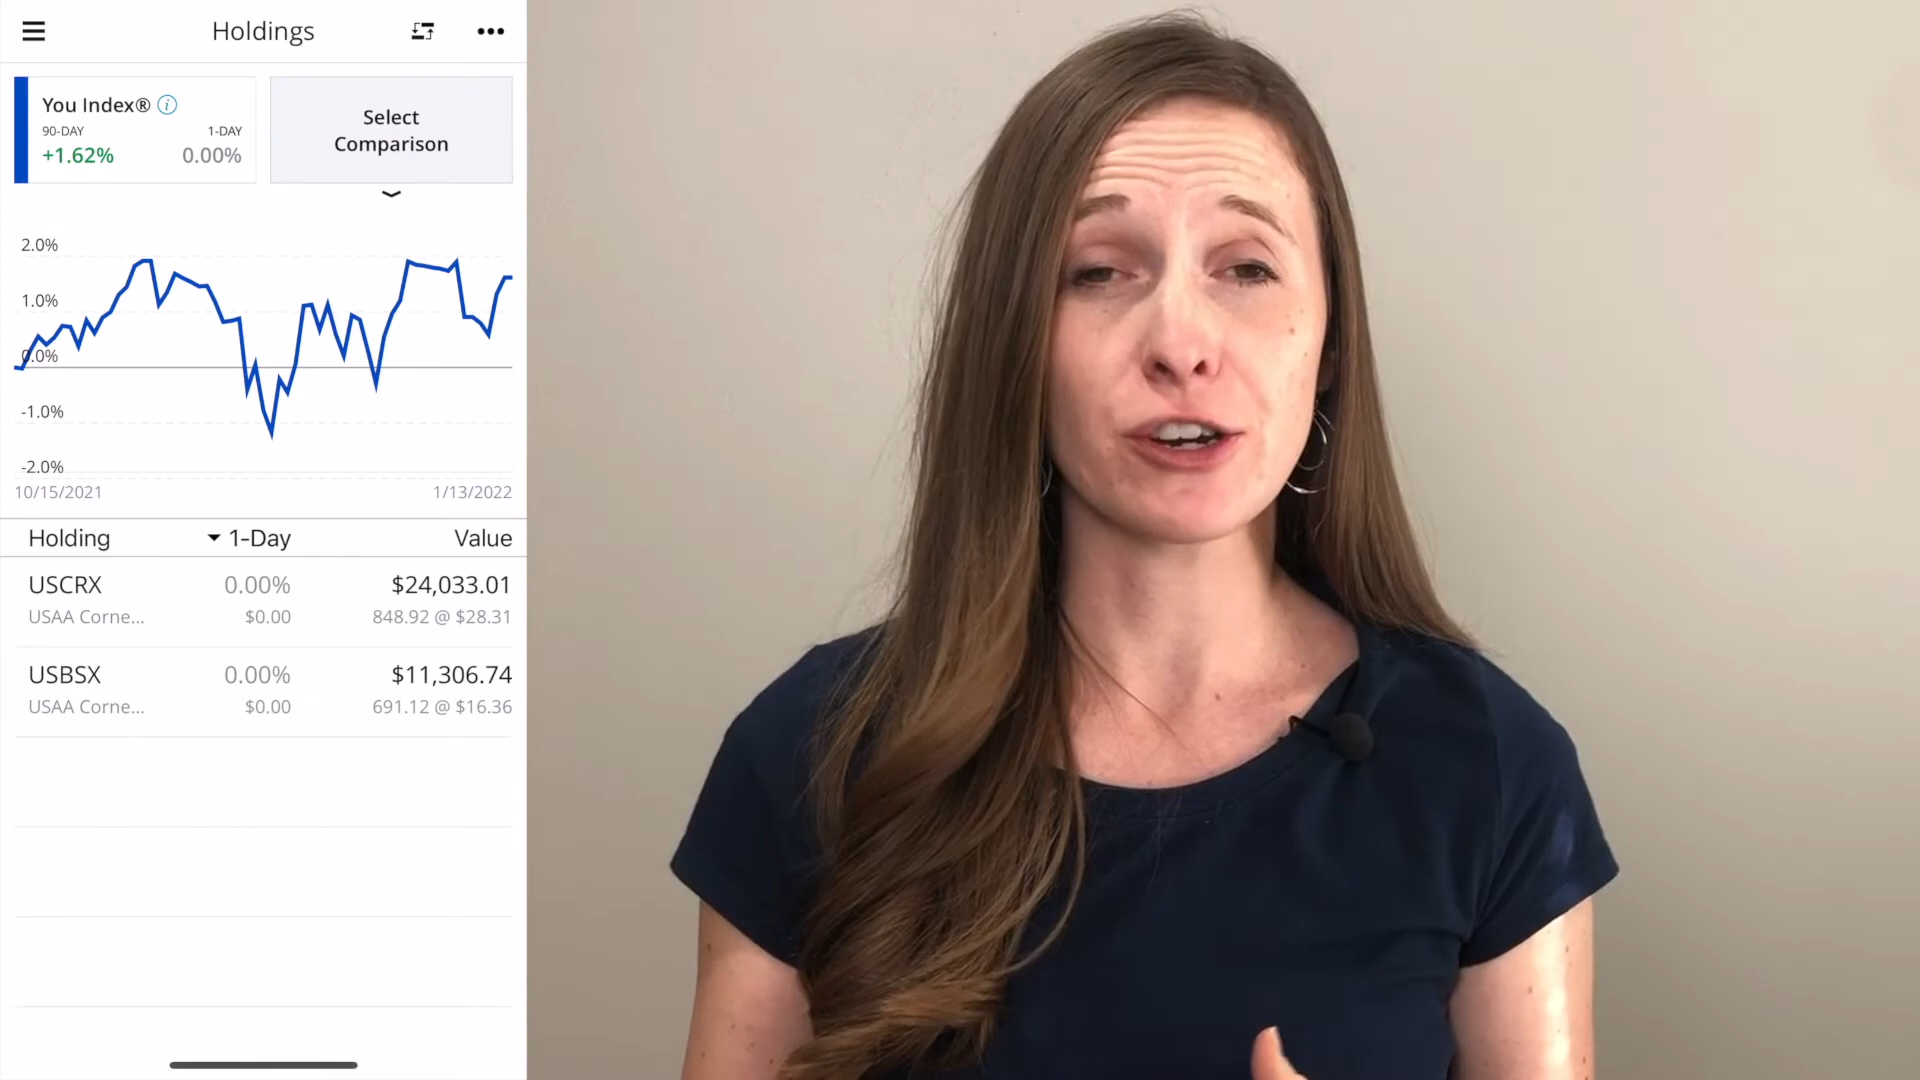 Holdings
You Index® i
90-DAY 1-DAY
+1.62% 0.00%
Select
Comparison
2.0%
1.0%
0.0%
-1.0%
-2.0%
10/15/2021 1/13/2022
Holding 1-Day Value
USCRX 0.00% $24,033.01
USAA Corne... $0.00 848.92 @ $28.31
USBSX 0.00% $11,306.74
USAA Corne... $0.00 691.12 @ $16.36